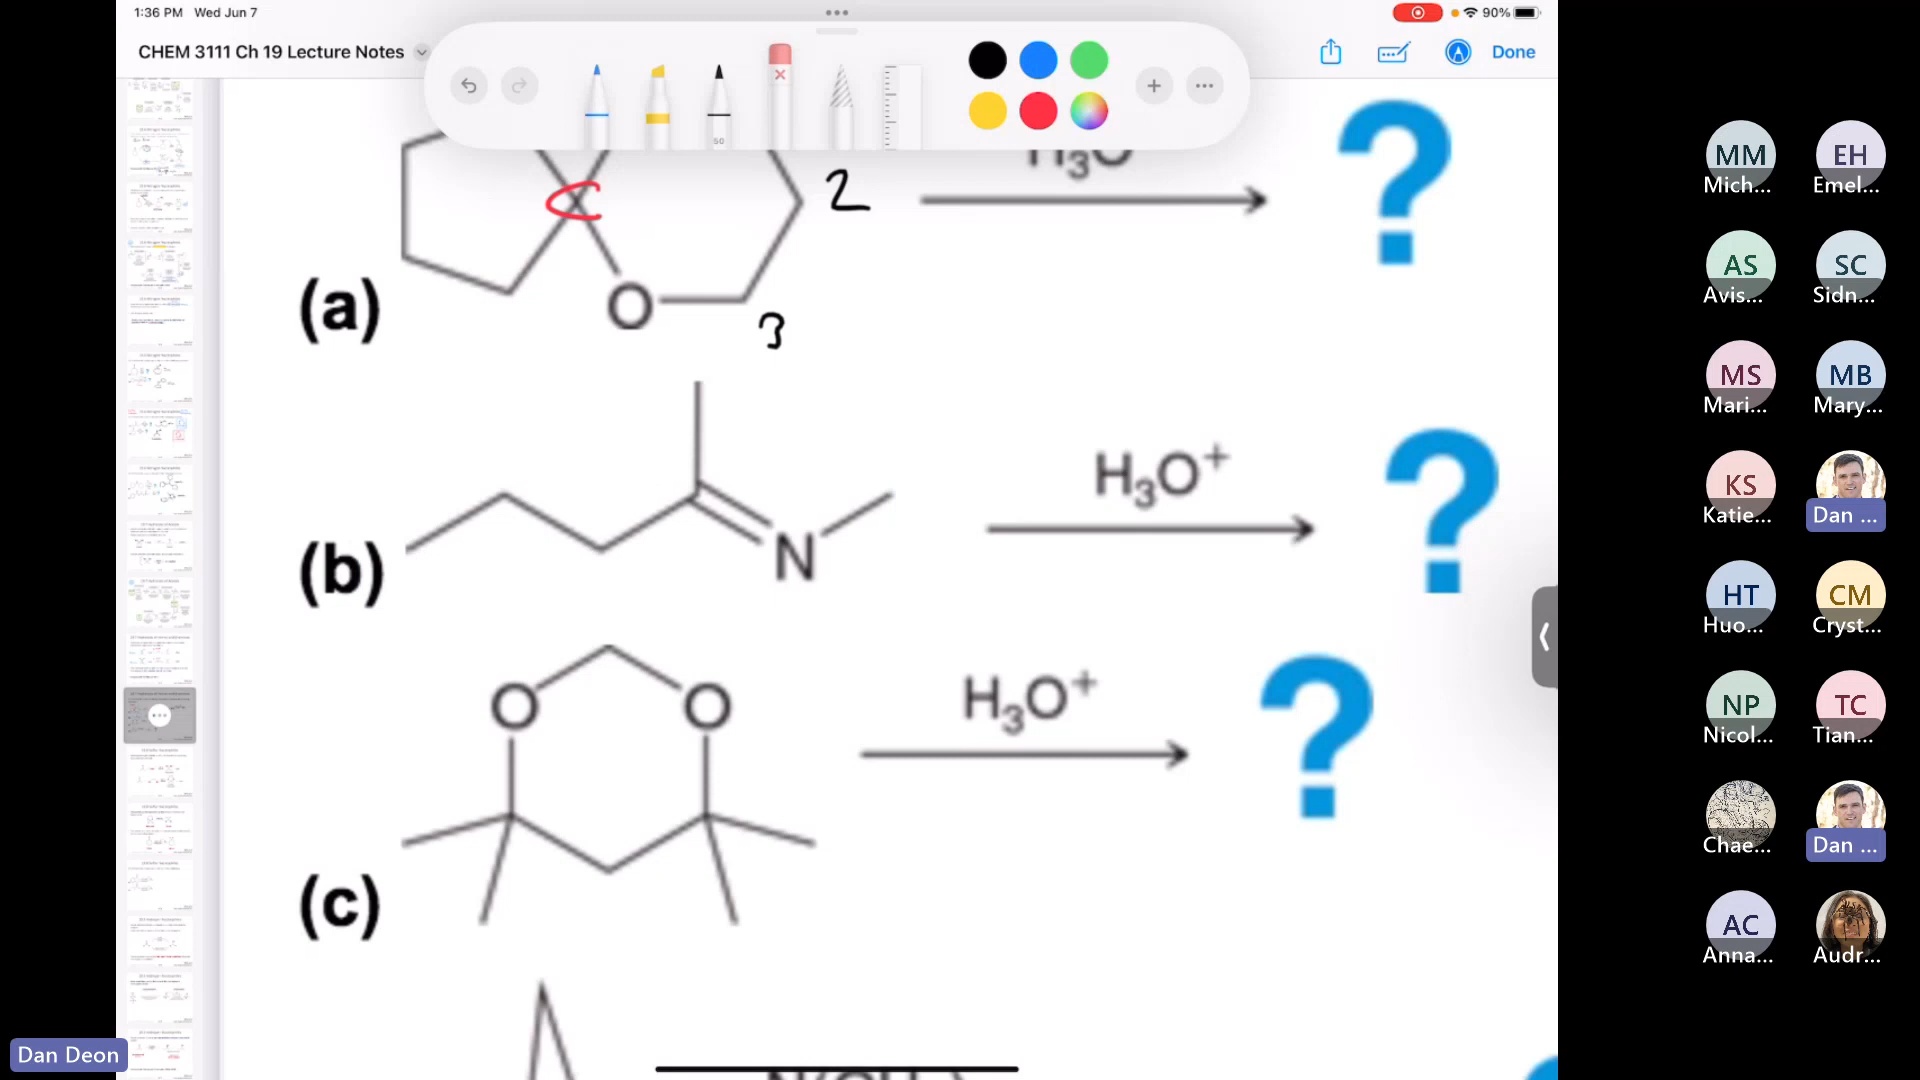 1:36 PM Wed Jun 7
90%
CHEM 3111 Ch 19 Lecture Notes
Done
50
H3O
2
O
3
(a)
H3O+
N
(b)
O O
H3O+
(c)
MM
Mich...
EH
Emel...
AS
Avis...
SC
Sidn...
MS
Mari...
MB
Mary...
KS
Katie...
Dan ...
HT
Huo...
CM
Cryst...
NP
Nicol...
TC
Tian...
Chae...
Dan ...
AC
Anna...
Audr...
Dan Deon